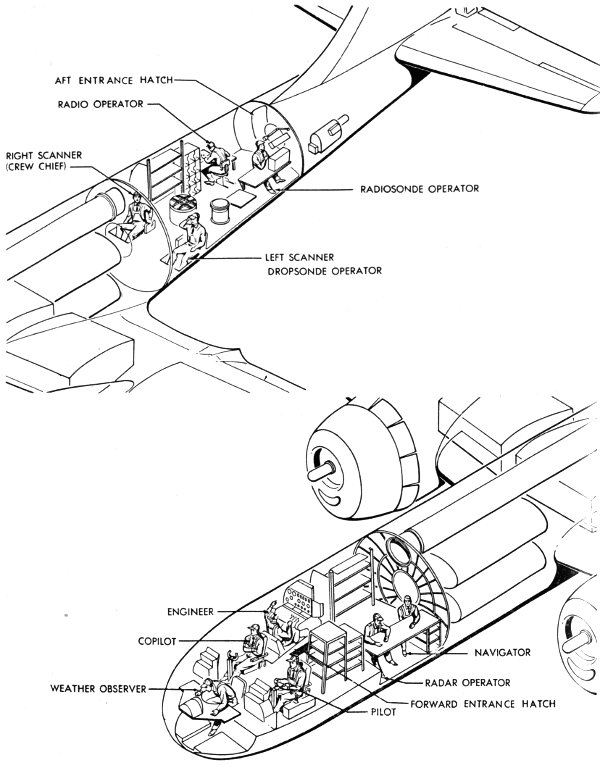 AFT ENTRANCE HATCH
RADIO OPERATOR
RIGHT SCANNER
(CREW CHIEF)
RADIOSONDE OPERATOR
LEFT SCANNER
DROPSONDE OPERATOR
ENGINEER
COPILOT
WEATHER OBSERVER
NAVIGATOR
RADAR OPERATOR
FORWARD ENTRANCE HATCH
PILOT